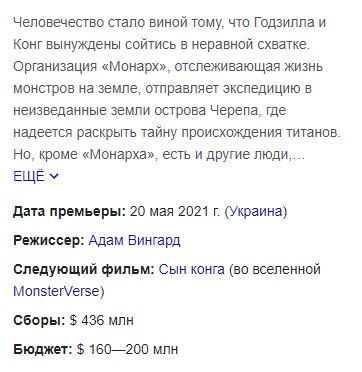 Человечество стало виной тому, что Годзилла и
Конг вынуждены сойтись в неравной схватке.
Организация «Монарх», отслеживающая жизнь
монстров на земле, отправляет экспедицию в
неизведанные земли острова Черепа, где
надеется раскрыть тайну происхождения титанов.
Но, кроме «Монарха», есть и другие люди,…
ЕЩЁ
Дата премьеры: 20 мая 2021 г. (Украина)
Режиссер: Адам Вингард
Следующий фильм: Сын конга (во вселенной
MonsterVerse)
Сборы: $ 436 млн
Бюджет: $ 160—200 млн